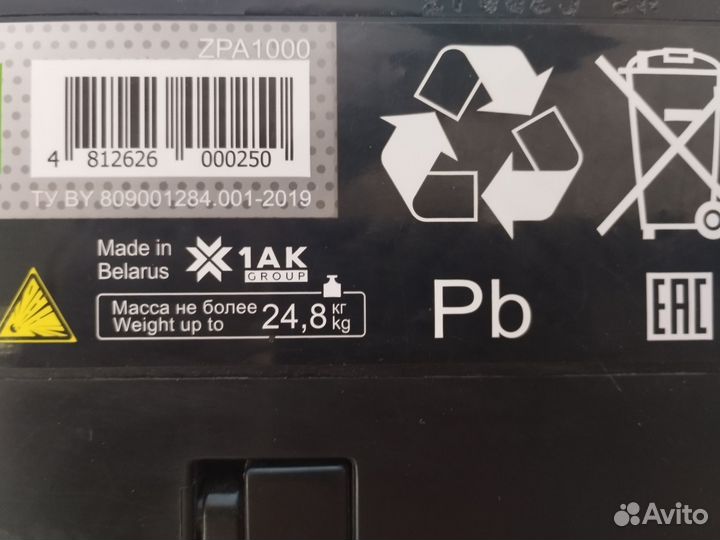 ZPA1000
4 812626 000250
ТУ BY 809001284.001-2019
Made in
Belarus
1AK
GROUP
Масса не более
Weight up to
24,8 кг
kg
Pb
EAC
Avito